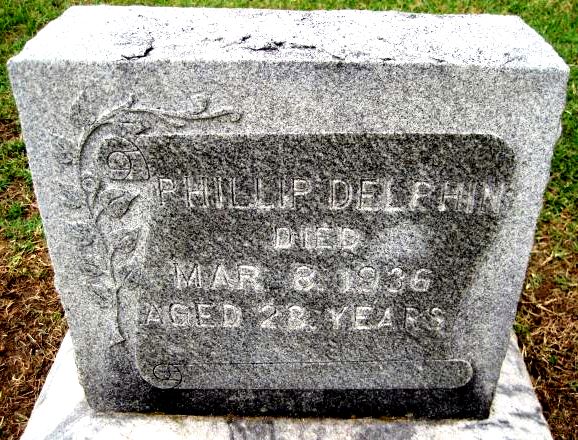 PHILLIP DELPHIN
DIED
MAR. 8, 1936
AGED 28 YEARS